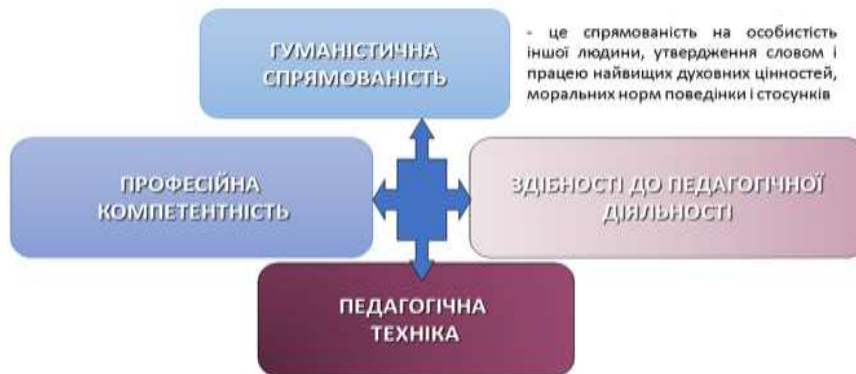 ГУМАНІСТИЧНА
СПРЯМОВАНІСТЬ
- це спрямованість на особистість
іншої людини, утвердження словом і
працею найвищих духовних цінностей,
моральних норм поведінки і стосунків
ПРОФЕСІЙНА
КОМПЕТЕНТНІСТЬ
ЗДІБНОСТІ ДО ПЕДАГОГІЧНОЇ
ДІЯЛЬНОСТІ
ПЕДАГОГІЧНА
ТЕХНІКА